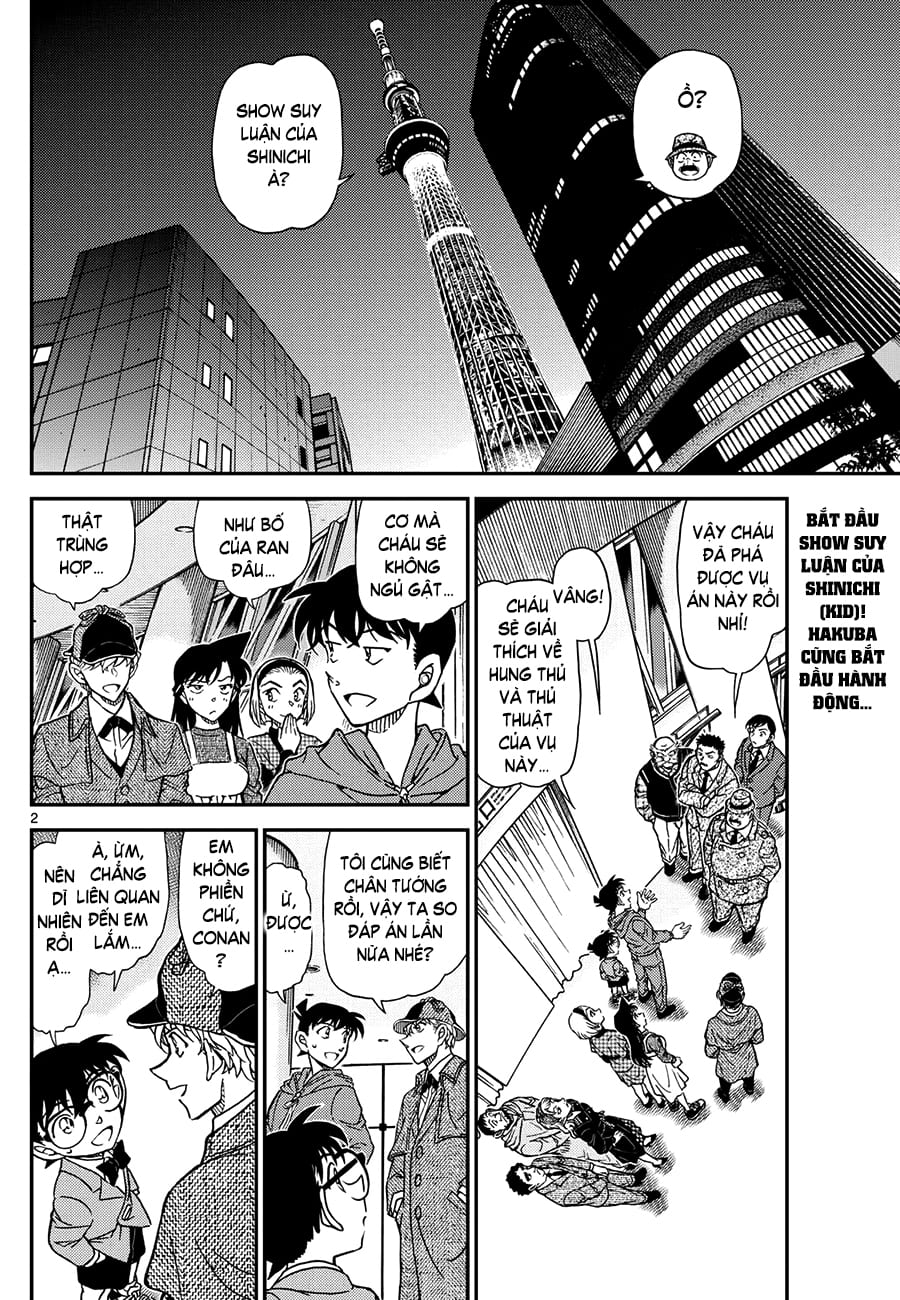 Ồ?
SHOW SUY
LUẬN CỦA
SHINICHI
À?
BẮT ĐẦU
SHOW SUY
LUẬN CỦA
SHINICHI
(KID)!
HAKUBA
CŨNG BẮT
ĐẦU HÀNH
ĐỘNG...
VẬY CHÁU
ĐÃ PHÁ
ĐƯỢC VỤ
ÁN NÀY RỒI
NHỈ!
VÂNG!
CHÁU
SẼ GIẢI
THÍCH VỀ
HUNG THỦ
VÀ THỦ
THUẬT
CỦA VỤ
NÀY...
CƠ MÀ
CHÁU SẼ
KHÔNG
NGỦ GẬT...
NHƯ BỐ
CỦA RAN
ĐÂU...
THẬT
TRÙNG
HỢP...
2
TÔI CŨNG BIẾT
CHÂN TƯỚNG
RỒI, VẬY TA SO
ĐÁP ÁN LẦN
NỮA NHÉ?
Ừ,
ĐƯỢC
...
EM
KHÔNG
PHIỀN
CHỨ,
CONAN
?
À, ỪM,
CHẲNG
LIÊN QUAN
ĐẾN EM
LẮM...
NÊN
DĨ
NHIÊN
RỒI
Ạ...